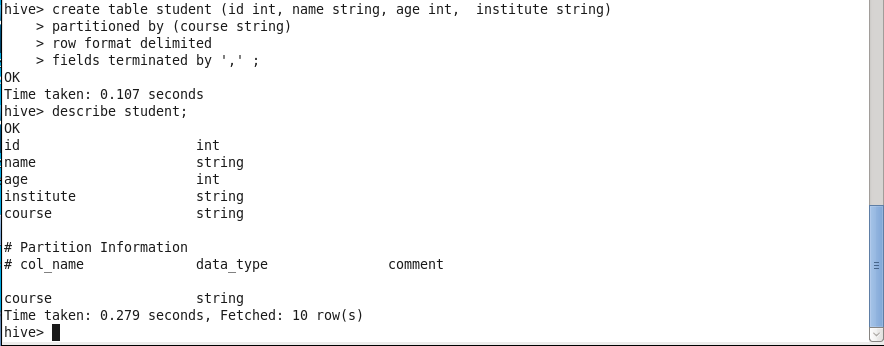 hive> create table student (id int, name string, age int,  institute string)
    > partitioned by (course string)
    > row format delimited
    > fields terminated by ',' ;
OK
Time taken: 0.107 seconds
hive> describe student;
OK
id                      int
name                    string
age                     int
institute               string
course                  string

# Partition Information
# col_name              data_type               comment

course                  string
Time taken: 0.279 seconds, Fetched: 10 row(s)
hive>